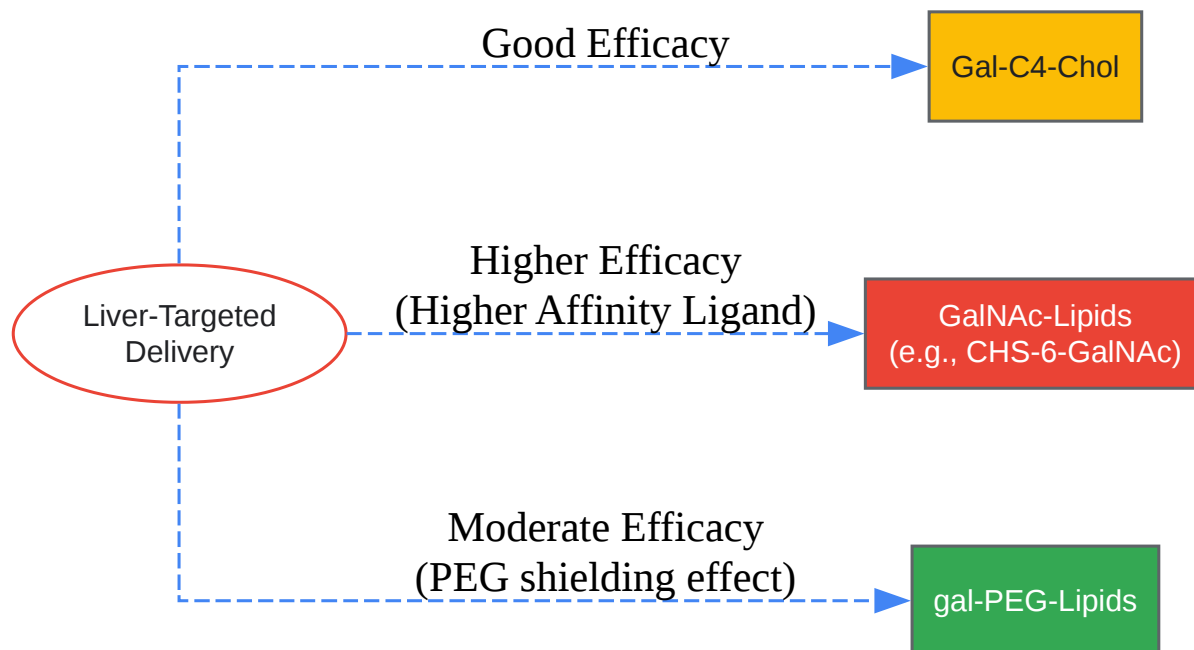 Good Efficacy
Gal-C4-Chol
Higher Efficacy
(Higher Affinity Ligand)
Liver-Targeted
Delivery
GalNAc-Lipids
(e.g., CHS-6-GalNAc)
Moderate Efficacy
(PEG shielding effect)
gal-PEG-Lipids